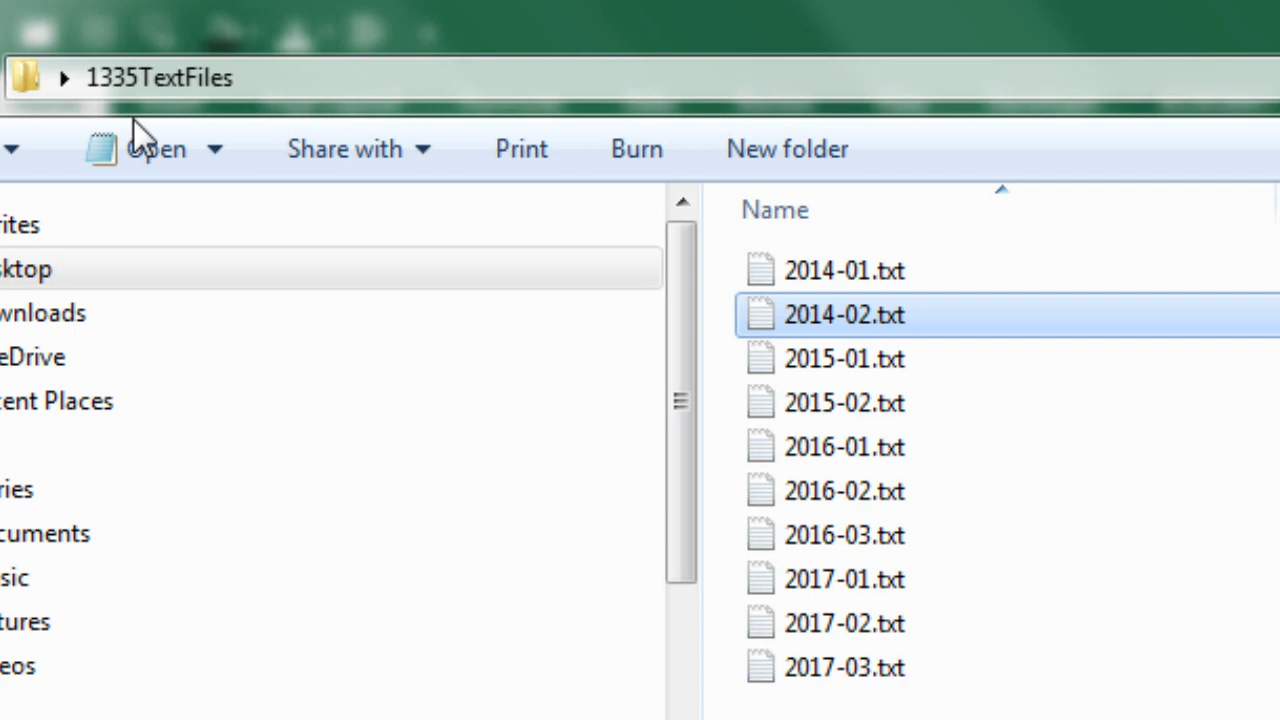 1335TextFiles
Open
Share with
Print
Burn
New folder
rites
sktop
wnloads
eDrive
cent Places
ries
cuments
sic
tures
eos
Name
2014-01.txt
2014-02.txt
2015-01.txt
2015-02.txt
2016-01.txt
2016-02.txt
2016-03.txt
2017-01.txt
2017-02.txt
2017-03.txt